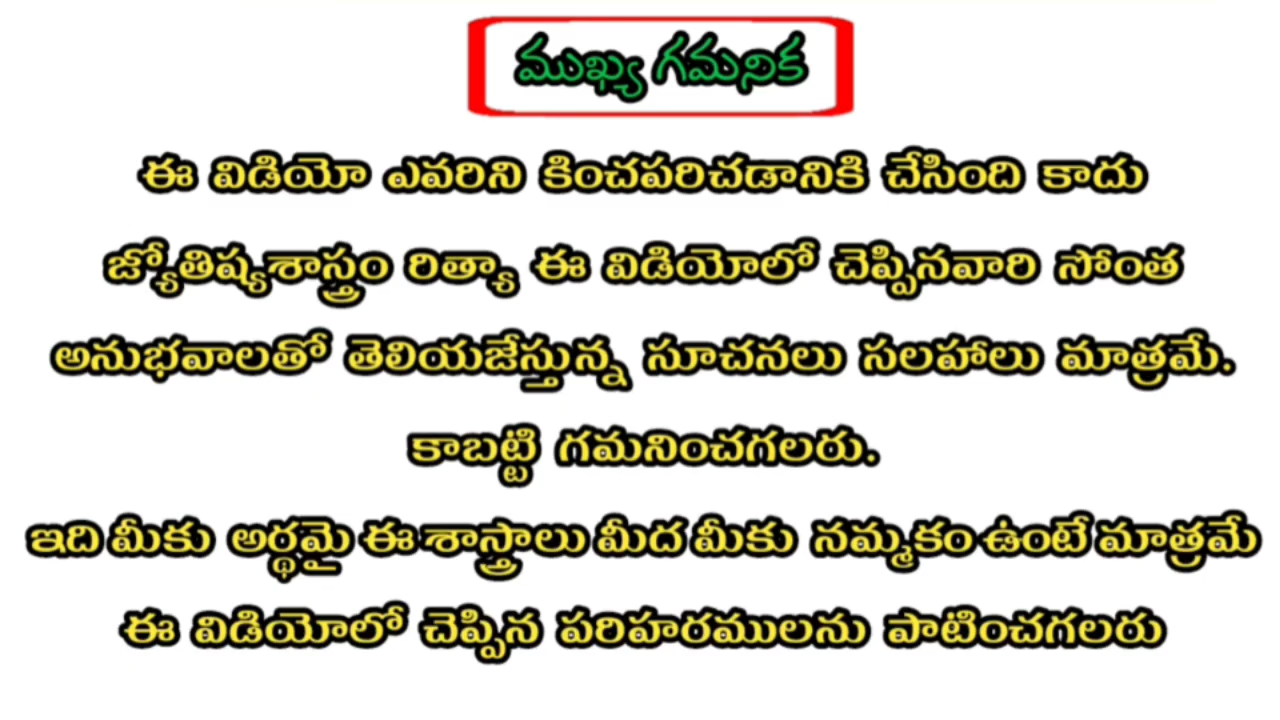 ముఖ్య గమనిక
ఈ విడియో ఎవరిని కించపరిచడానికి చేసింది కాదు
జ్యోతిష్యశాస్త్రం రిత్యా ఈ విడియోలో చెప్పినవారి సోంత
అనుభవాలతో తెలియజేస్తున్న సూచనలు సలహాలు మాత్రమే.
కాబట్టి గమనించగలరు.
ఇది మీకు అర్థమై ఈ శాస్త్రాలు మీద మీకు నమ్మకం ఉంటే మాత్రమే
ఈ విడియోలో చెప్పిన పరిహరములను పాటించగలరు